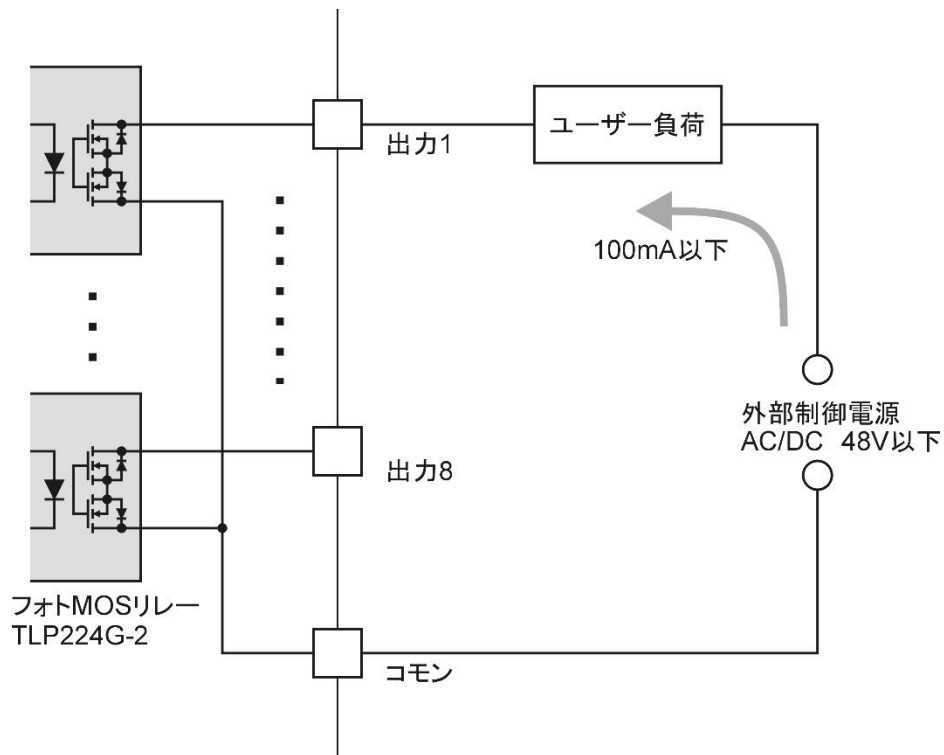 出力1
ユーザー負荷
100mA以下
外部制御電源
AC/DC 48V以下
出力8
フォトMOSリレー
TLP224G-2
コモン